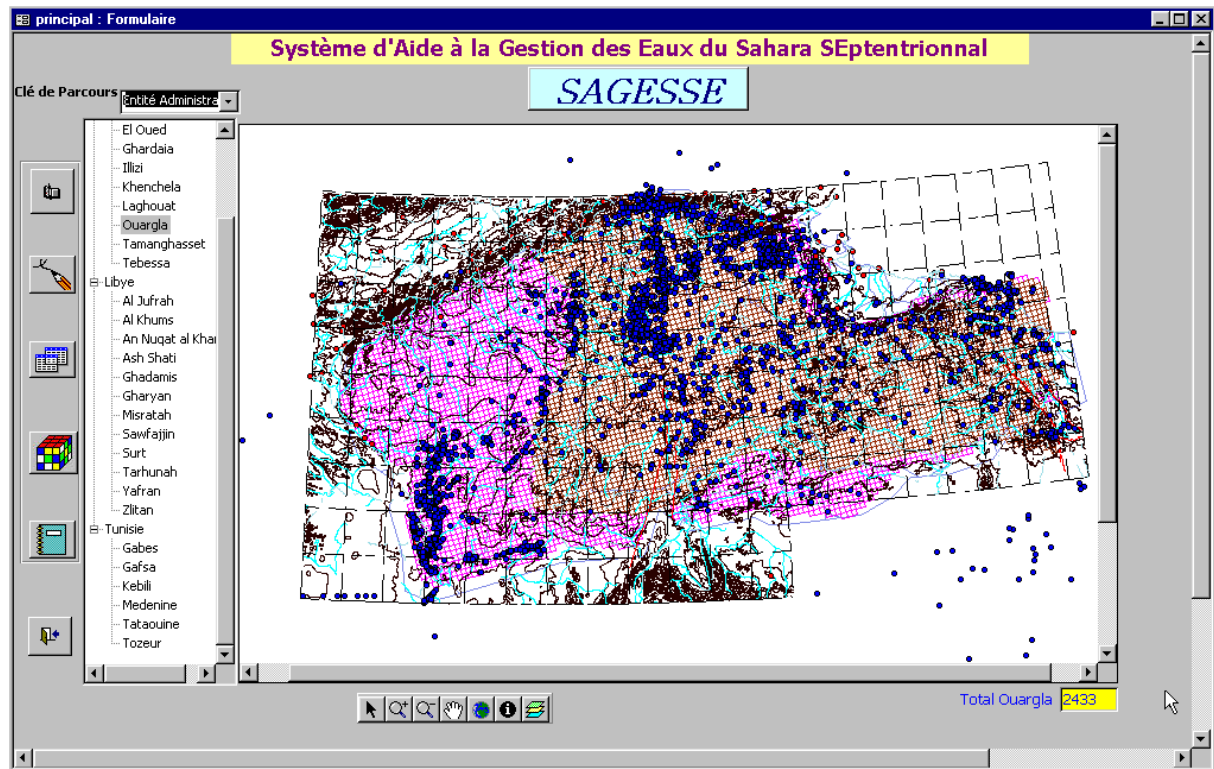 principal : Formulaire
Système d'Aide à la Gestion des Eaux du Sahara SEptentrionnal
SAGESSE
Clé de Parcours
Entité Administra
El Oued
Ghardaia
Illizi
Khenchela
Laghouat
Ouargla
Tamanghasset
Tebessa
Libye
Al Jufrah
Al Khums
An Nuqat al Khar
Ash Shati
Ghadamis
Gharyan
Misratah
Sawfajjin
Surt
Tarhunah
Yafran
Zlitan
Tunisie
Gabes
Gafsa
Kebili
Medenine
Tataouine
Tozeur
Total Ouargla 2433